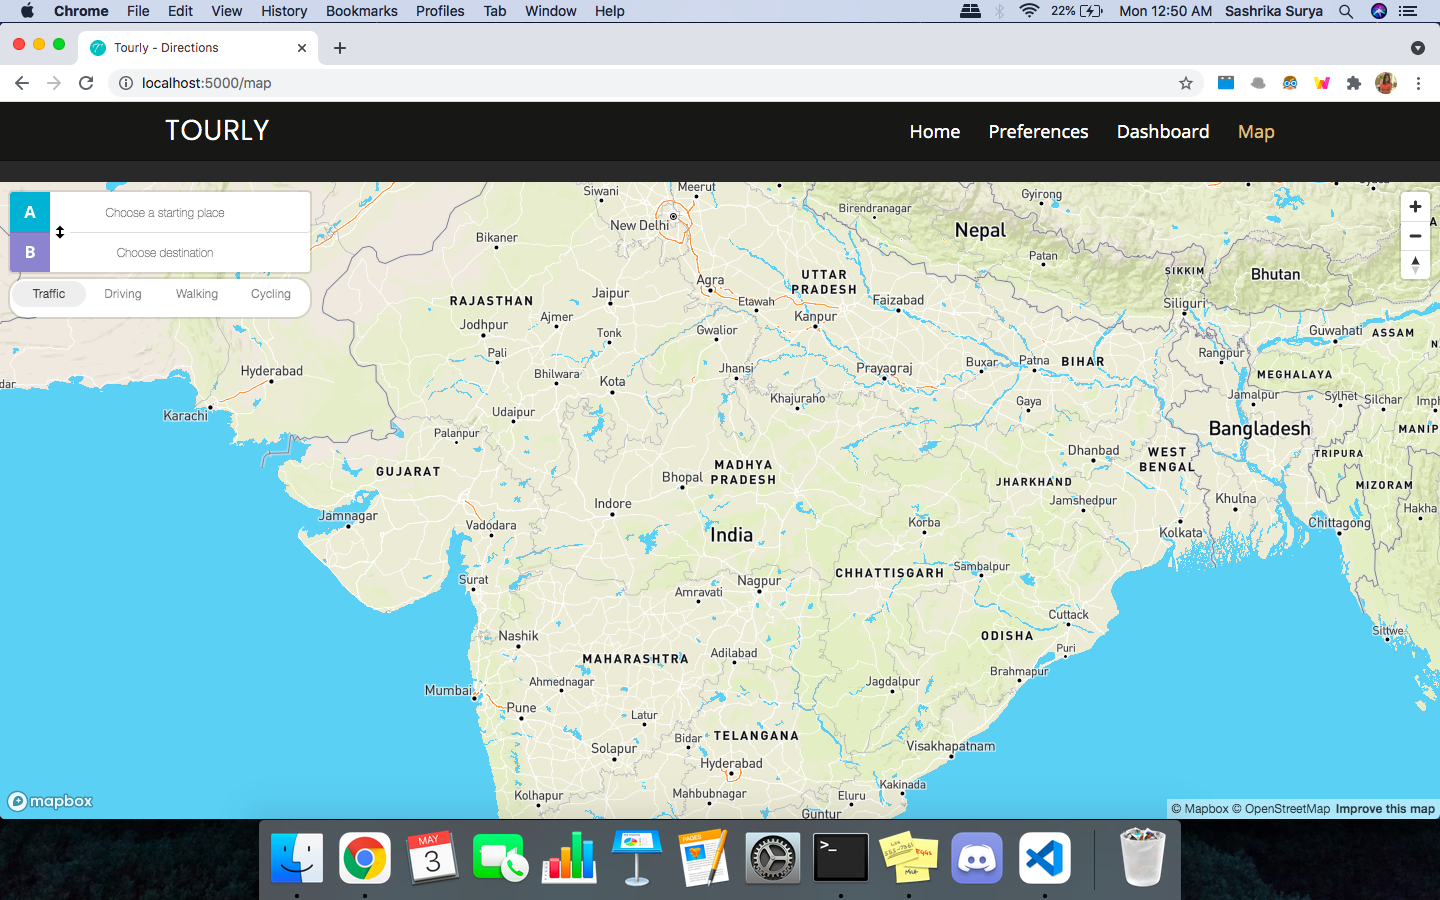 Chrome File Edit View History Bookmarks Profiles Tab Window Help 22% Mon 12:50 AM Sashrika Surya
Tourly - Directions
localhost:5000/map
TOURLY Home Preferences Dashboard Map
A Choose a starting place
B Choose destination
Traffic Driving Walking Cycling
Siwani
Meerut
Gyirong
New Delhi
Birendranagar
Nepal
Bikaner
Patan
SIKKIM
Bhutan
Agra
UTTAR
PRADESH
RAJASTHAN
Jaipur
Etawah
Faizabad
Siliguri
Jodhpur
Ajmer
Tonk
Gwalior
Kanpur
Guwahati
ASSAM
Pali
Bhilwara
Kota
Jhansi
Prayagraj
Buxar
Patna
BIHAR
Rangpur
Hyderabad
MEGHALAYA
Karachi
Udaipur
Khajuraho
Gaya
Jamalpur
Sylhet
Silchar
Imph
Palanpur
Bangladesh
MANIP
GUJARAT
Bhopal
MADHYA
PRADESH
Dhanbad
WEST
BENGAL
TRIPURA
JHARKHAND
MIZORAM
Jamnagar
Indore
Jamshedpur
Khulna
Hakha
Vadodara
India
Korba
Kolkata
Chittagong
Surat
Nagpur
CHHATTISGARH
Sambalpur
Amravati
Cuttack
Nashik
ODISHA
Sittwe
MAHARASHTRA
Adilabad
Puri
Mumbai
Ahmednagar
Jagdalpur
Brahmapur
Pune
Latur
Bidar
TELANGANA
Solapur
Visakhapatnam
Hyderabad
Kolhapur
Mahbubnagar
Eluru
Kakinada
Guntur
mapbox
© Mapbox © OpenStreetMap Improve this map
MAY
3
PAGES
>_
EGGS
MILK